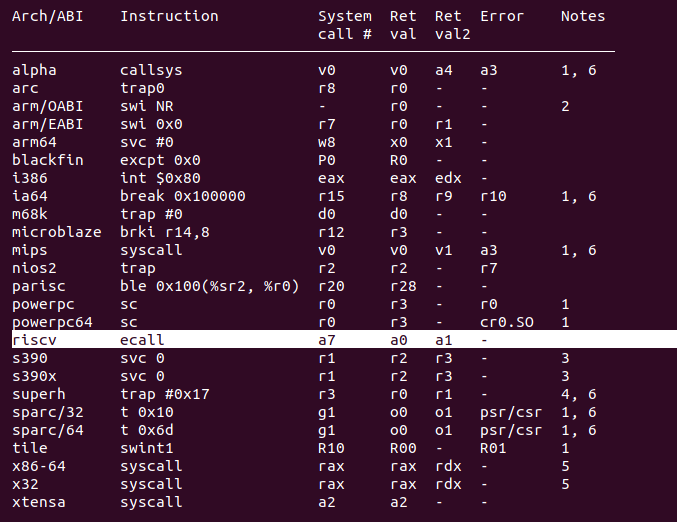 Arch/ABI Instruction System Ret Ret Error Notes
call # val val2
alpha callsys v0 v0 a4 a3 1, 6
arc trap0 r8 r0 - -
arm/OABI swi NR - r0 - - 2
arm/EABI swi 0x0 r7 r0 r1 -
arm64 svc #0 w8 x0 x1 -
blackfin excpt 0x0 P0 R0 - -
i386 int $0x80 eax eax edx -
ia64 break 0x100000 r15 r8 r9 r10 1, 6
m68k trap #0 d0 d0 - -
microblaze brki r14,8 r12 r3 - -
mips syscall v0 v0 v1 a3 1, 6
nios2 trap r2 r2 - r7
parisc ble 0x100(%sr2, %r0) r20 r28 - -
powerpc sc r0 r3 - r0 1
powerpc64 sc r0 r3 - cr0.SO 1
riscv ecall a7 a0 a1 -
s390 svc 0 r1 r2 r3 - 3
s390x svc 0 r1 r2 r3 - 3
superh trap #0x17 r3 r0 r1 - 4, 6
sparc/32 t 0x10 g1 o0 o1 psr/csr 1, 6
sparc/64 t 0x6d g1 o0 o1 psr/csr 1, 6
tile swint1 R10 R00 - R01 1
x86-64 syscall rax rax rdx - 5
x32 syscall rax rax rdx - 5
xtensa syscall a2 a2 - -